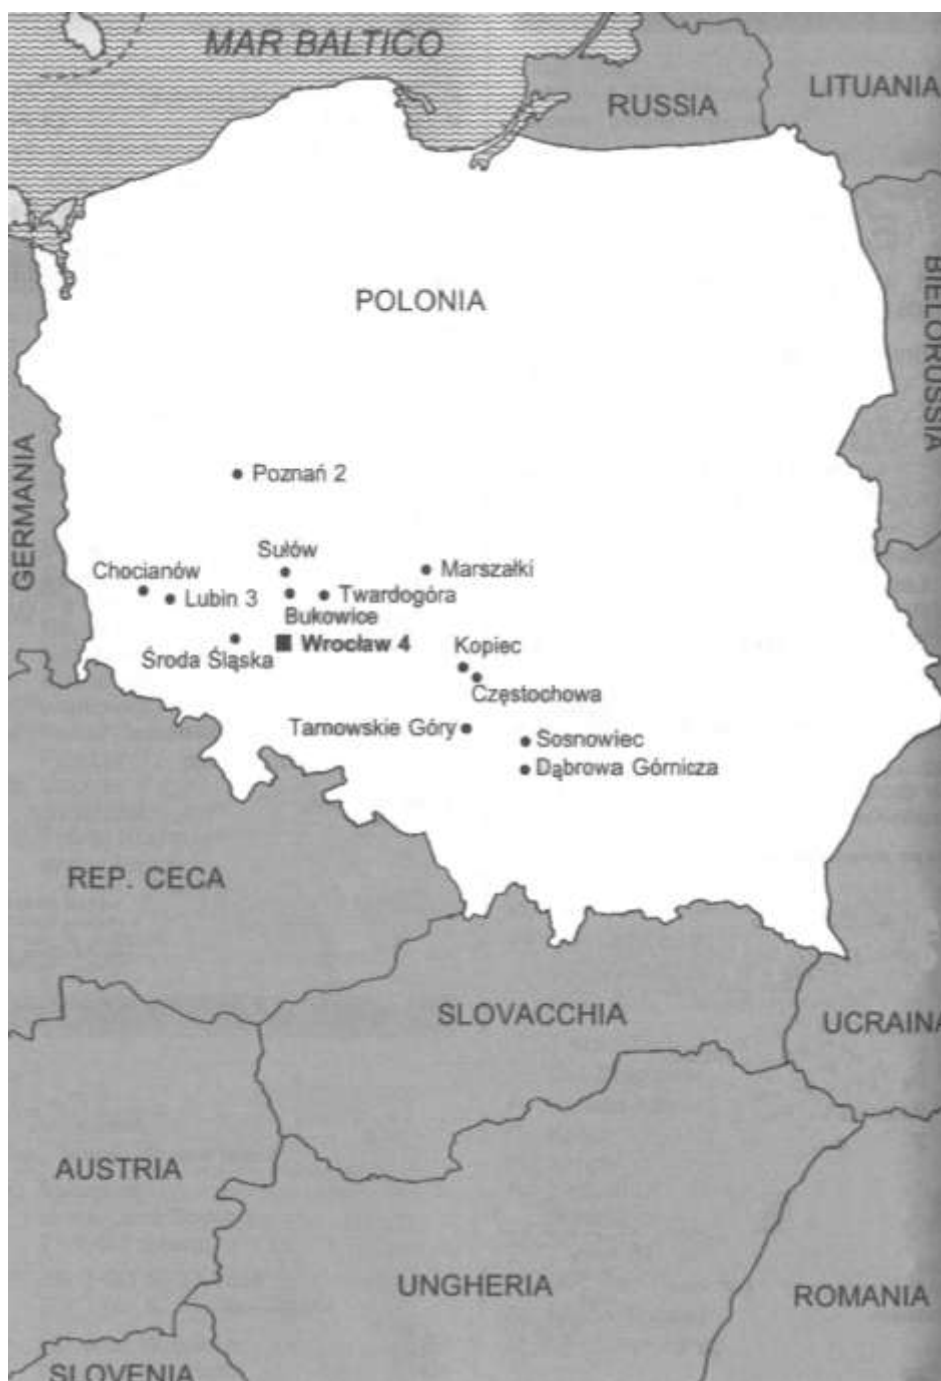 MAR BALTICO
LITUANIA
RUSSIA
BIELORUSSIA
POLONIA
GERMANIA
Poznań 2
Sułów
Chocianów
Marszałki
Lubin 3
Twardogóra
Bukowice
Wrocław 4
Środa Śląska
Kopiec
Częstochowa
Tarnowskie Góry
Sosnowiec
Dąbrowa Górnicza
REP. CECA
SLOVACCHIA
UCRAINA
AUSTRIA
UNGHERIA
ROMANIA
SLOVENIA